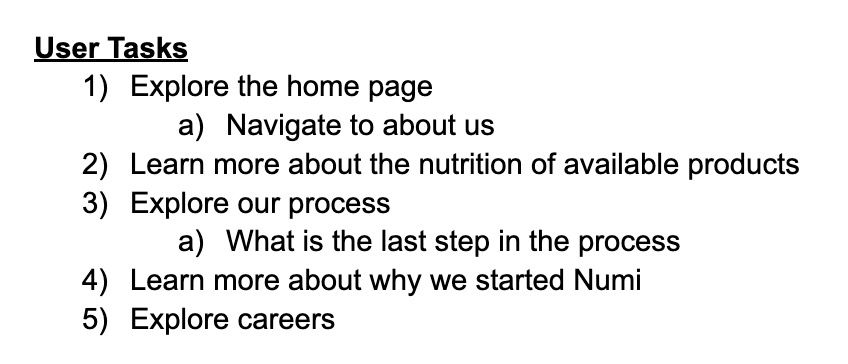 User Tasks
1) Explore the home page
a) Navigate to about us
2) Learn more about the nutrition of available products
3) Explore our process
a) What is the last step in the process
4) Learn more about why we started Numi
5) Explore careers